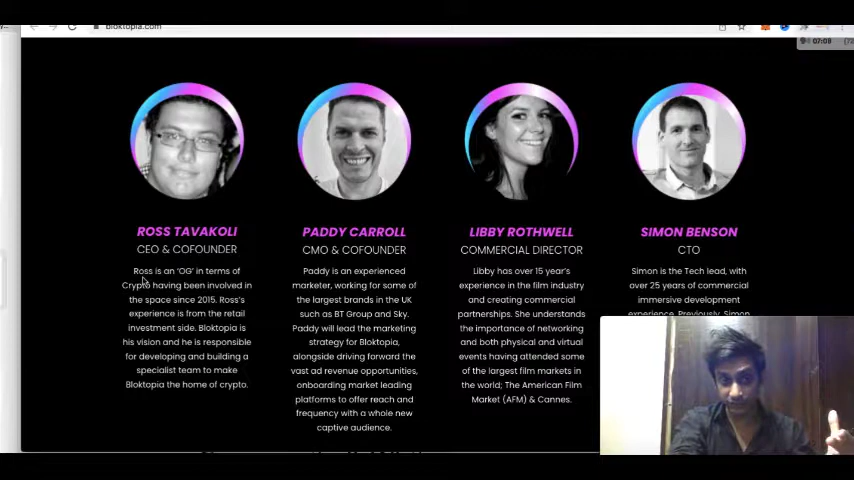 bloktopia.com
07:08
ROSS TAVAKOLI
CEO & COFOUNDER
Ross is an 'OG' in terms of
Crypto having been involved in
the space since 2015. Ross's
experience is from the retail
investment side. Bloktopia is
his vision and he is responsible
for developing and building a
specialist team to make
Bloktopia the home of crypto.
PADDY CARROLL
CMO & COFOUNDER
Paddy is an experienced
marketer, working for some of
the largest brands in the UK
such as BT Group and Sky.
Paddy will lead the marketing
strategy for Bloktopia,
alongside driving forward the
vast ad revenue opportunities,
onboarding market leading
platforms to offer reach and
frequency with a whole new
captive audience.
LIBBY ROTHWELL
COMMERCIAL DIRECTOR
Libby has over 15 year's
experience in the film industry
and creating commercial
partnerships. She understands
the importance of networking
and both physical and virtual
events having attended some
of the largest film markets in
the world; The American Film
Market (AFM) & Cannes.
SIMON BENSON
CTO
Simon is the Tech lead, with
over 25 years of commercial
immersive development
experience. Previously, Simon